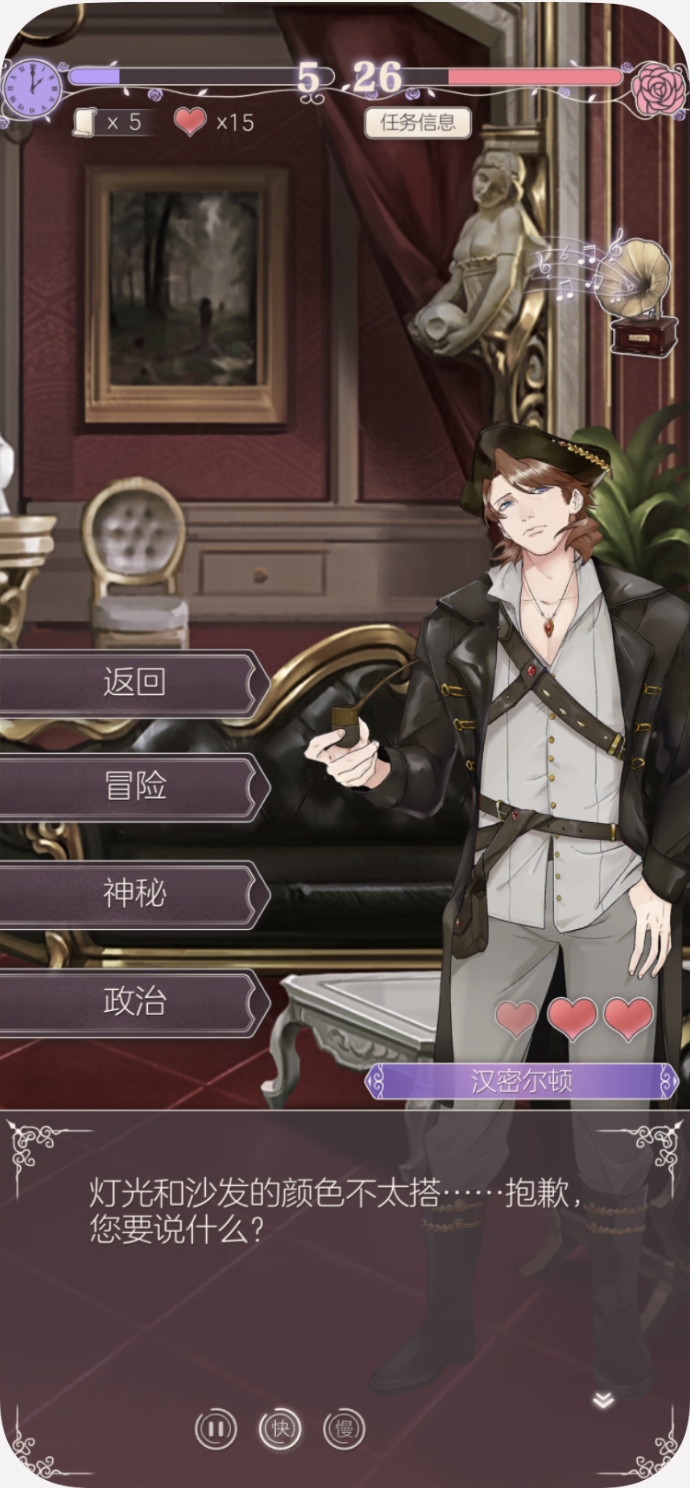 5 26
x 5 x15 任务信息
返回
冒险
神秘
政治
汉密尔顿
灯光和沙发的颜色不太搭……抱歉，
您要说什么？
快 慢